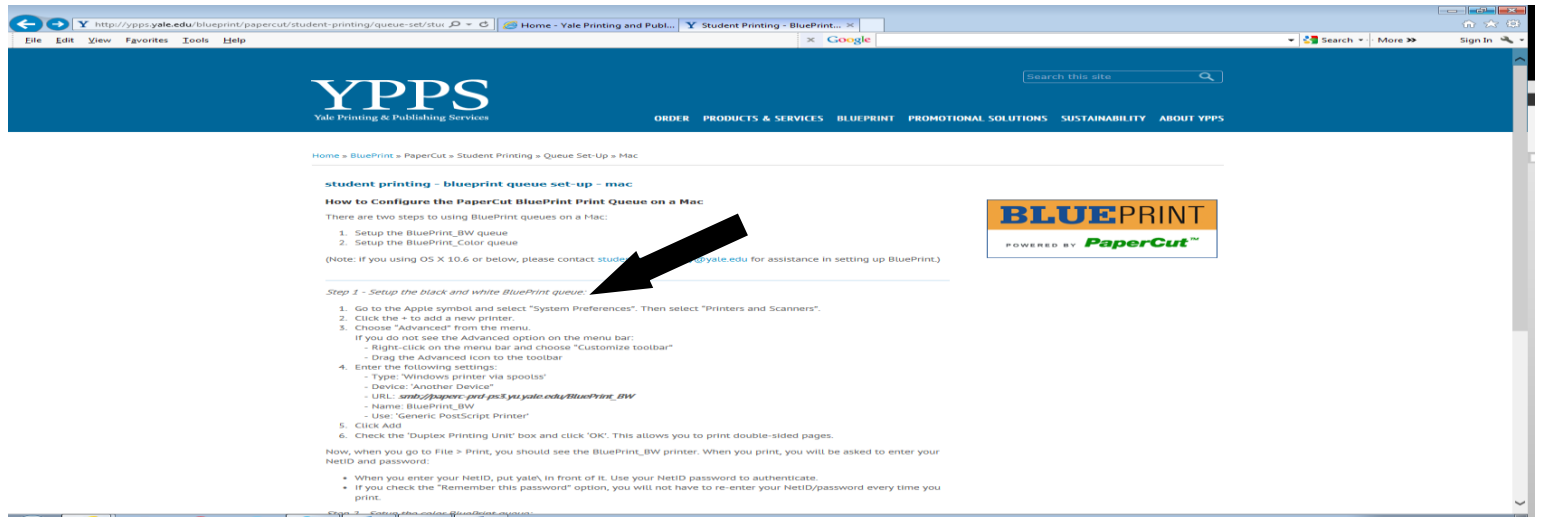 http://ypps.yale.edu/blueprint/papercut/student-printing/queue-set/stu
Home - Yale Printing and Publ...
Student Printing - BluePrint...
File Edit View Favorites Tools Help
Google
Search
More
Sign In
YPPS
Yale Printing & Publishing Services
Search this site
ORDER PRODUCTS & SERVICES BLUEPRINT PROMOTIONAL SOLUTIONS SUSTAINABILITY ABOUT YPPS
Home » BluePrint » PaperCut » Student Printing » Queue Set-Up » Mac
student printing - blueprint queue set-up - mac
How to Configure the PaperCut BluePrint Print Queue on a Mac
There are two steps to using BluePrint queues on a Mac:
1. Setup the BluePrint_BW queue
2. Setup the BluePrint_Color queue
BLUEPRINT
POWERED BY PaperCut™
(Note: If you using OS X 10.6 or below, please contact @yale.edu for assistance in setting up BluePrint.)
Step 1 - Setup the black and white BluePrint queue:
1. Go to the Apple symbol and select "System Preferences". Then select "Printers and Scanners".
2. Click the + to add a new printer.
3. Choose "Advanced" from the menu.
If you do not see the Advanced option on the menu bar:
- Right-click on the menu bar and choose "Customize toolbar"
- Drag the Advanced icon to the toolbar
4. Enter the following settings:
- Type: 'Windows printer via spoolss'
- Device: 'Another Device"
- URL: smb://paperc-prd-ps3.yu.yale.edu/BluePrint_BW
- Name: BluePrint_BW
- Use: 'Generic PostScript Printer'
5. Click Add
6. Check the 'Duplex Printing Unit' box and click 'OK'. This allows you to print double-sided pages.
Now, when you go to File > Print, you should see the BluePrint_BW printer. When you print, you will be asked to enter your
NetID and password:
• When you enter your NetID, put yale\ in front of it. Use your NetID password to authenticate.
• If you check the "Remember this password" option, you will not have to re-enter your NetID/password every time you
print.
Step 2 - Setup the color BluePrint queue: